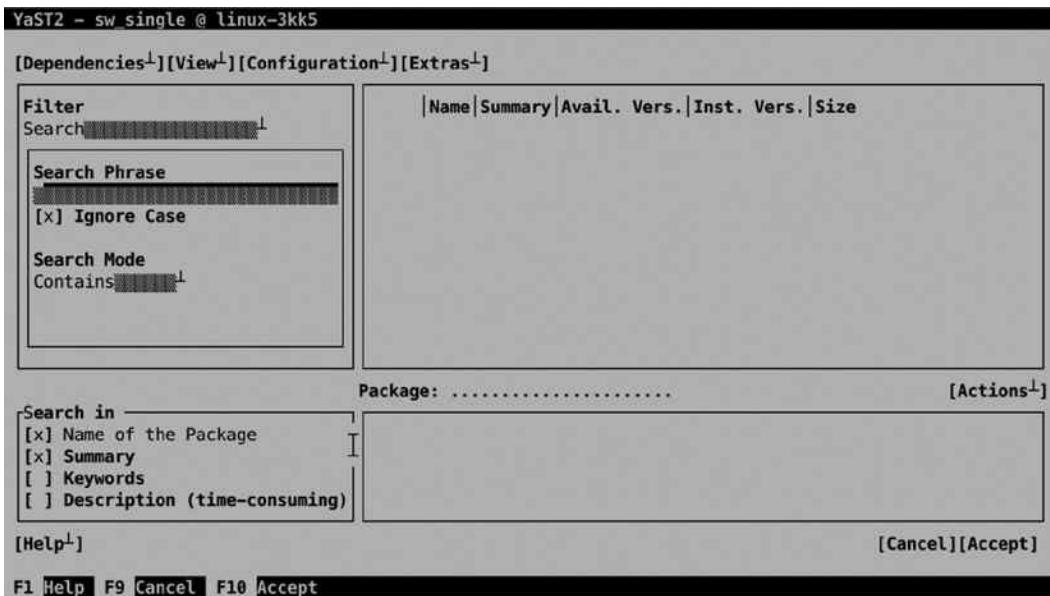 YaST2 - sw_single @ linux-3kk5
[Dependencies┴][View┴][Configuration┴][Extras┴]
Filter
Search┴
Search Phrase
[x] Ignore Case
Search Mode
Contains┴
|Name|Summary|Avail. Vers.|Inst. Vers.|Size
Package: ......................
[Actions┴]
Search in
[x] Name of the Package
[x] Summary
[ ] Keywords
[ ] Description (time-consuming)
[Help┴]
[Cancel][Accept]
F1 Help F9 Cancel F10 Accept